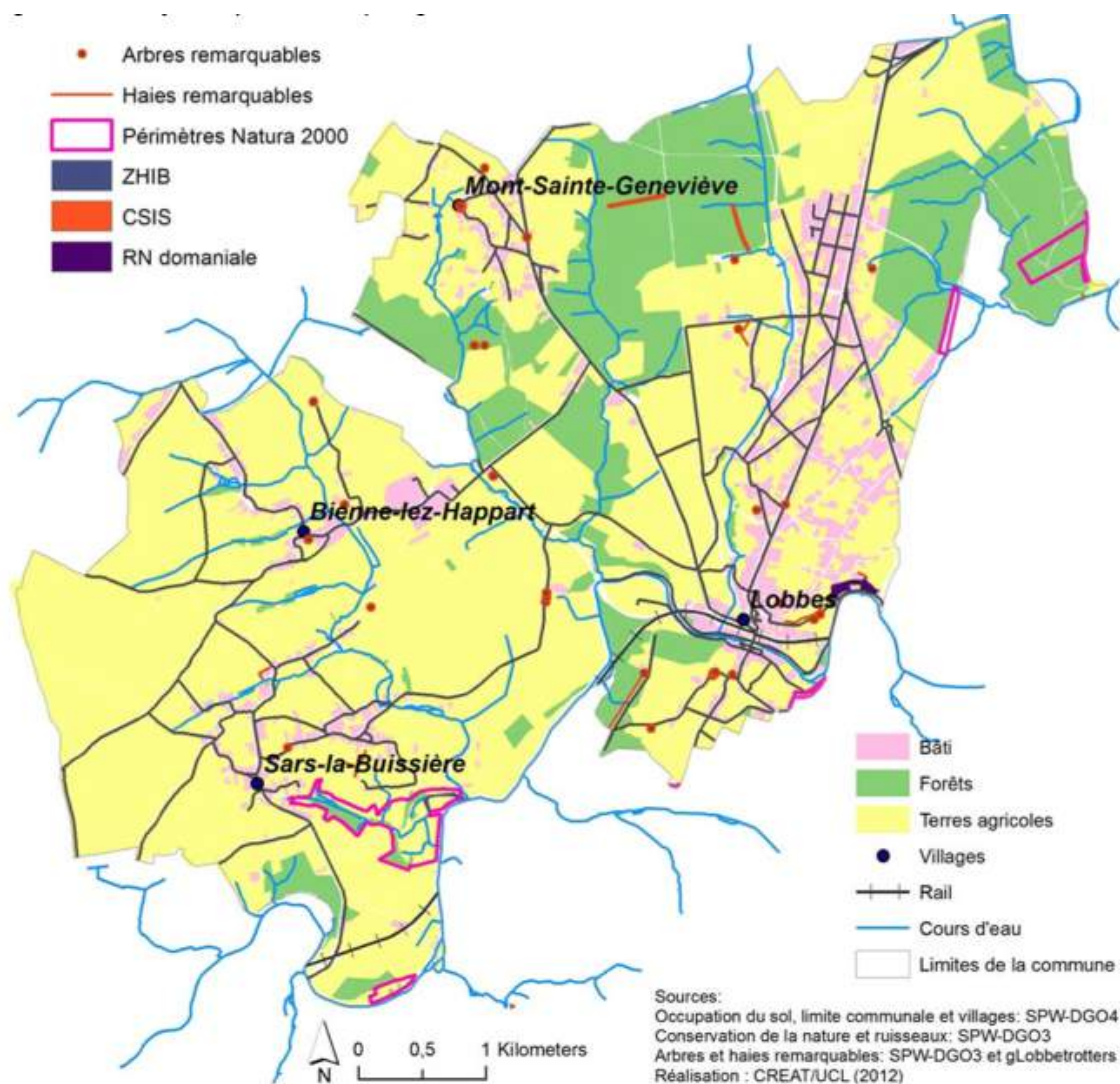 Arbres remarquables
Haies remarquables
Périmètres Natura 2000
ZHIB
CSIS
RN domaniale
Mont-Sainte-Geneviève
Bienne-lez-Happart
Lobbes
Sars-la-Buissière
Bâti
Forêts
Terres agricoles
Villages
Rail
Cours d'eau
Limites de la commune
Sources:
Occupation du sol, limite communale et villages: SPW-DGO4
Conservation de la nature et ruisseaux: SPW-DGO3
Arbres et haies remarquables: SPW-DGO3 et gLobbetrotters
Réalisation : CREAT/UCL (2012)
N
0 0,5 1 Kilometers